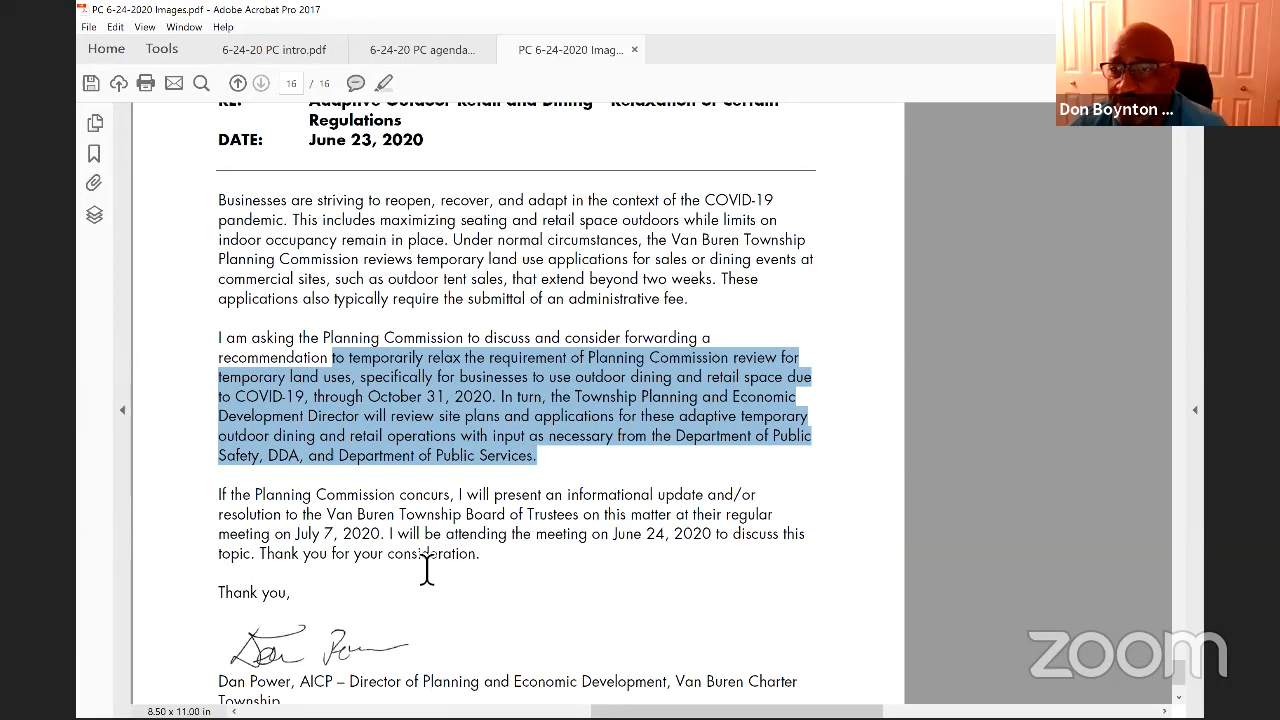 PC 6-24-2020 Images.pdf - Adobe Acrobat Pro 2017
File Edit View Window Help
Home Tools 6-24-20 PC intro.pdf 6-24-20 PC agenda... PC 6-24-2020 Imag... ×
16 / 16
Don Boynton ...
RE: Adaptive Outdoor Retail and Dining – Relaxation of Certain
Regulations
DATE: June 23, 2020
Businesses are striving to reopen, recover, and adapt in the context of the COVID-19
pandemic. This includes maximizing seating and retail space outdoors while limits on
indoor occupancy remain in place. Under normal circumstances, the Van Buren Township
Planning Commission reviews temporary land use applications for sales or dining events at
commercial sites, such as outdoor tent sales, that extend beyond two weeks. These
applications also typically require the submittal of an administrative fee.
I am asking the Planning Commission to discuss and consider forwarding a
recommendation to temporarily relax the requirement of Planning Commission review for
temporary land uses, specifically for businesses to use outdoor dining and retail space due
to COVID-19, through October 31, 2020. In turn, the Township Planning and Economic
Development Director will review site plans and applications for these adaptive temporary
outdoor dining and retail operations with input as necessary from the Department of Public
Safety, DDA, and Department of Public Services.
If the Planning Commission concurs, I will present an informational update and/or
resolution to the Van Buren Township Board of Trustees on this matter at their regular
meeting on July 7, 2020. I will be attending the meeting on June 24, 2020 to discuss this
topic. Thank you for your consideration.
Thank you,
Dan Power
Dan Power, AICP – Director of Planning and Economic Development, Van Buren Charter
Township
8.50 x 11.00 in
zoom